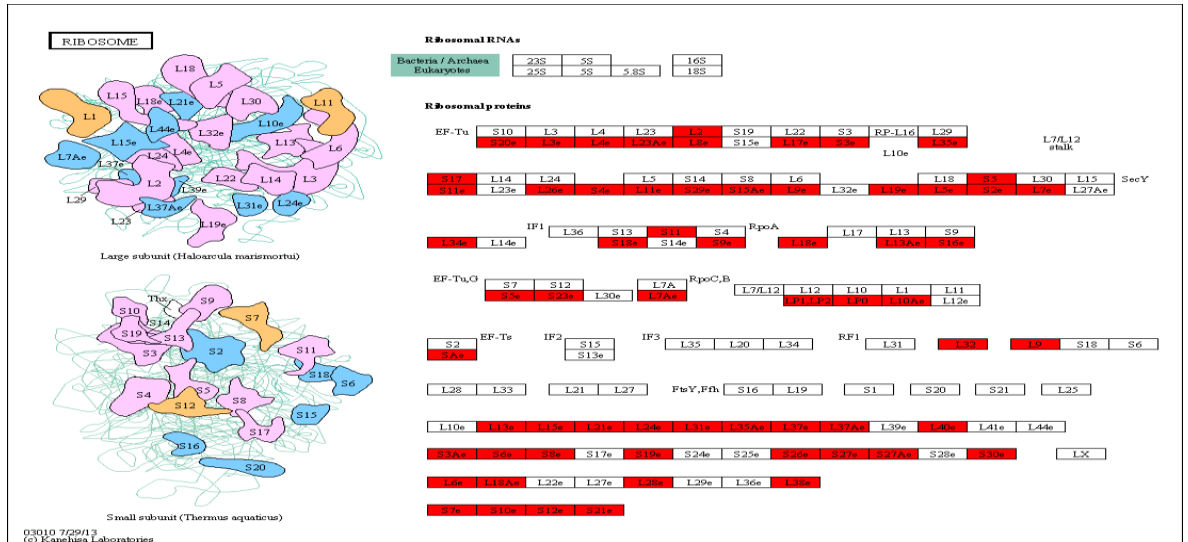 RIBOSOME
L18
L5
L15
L18e
L21e
L30
L11
L1
L44e
L32e
L10e
L15e
L13
L6
L7Ae
L24
L4e
L37e
L2
L22
L14
L3
L39e
L29
L37Ae
L31e
L24e
L23
L19e
Large subunit (Haloarcula marismortui)
Thx
S9
S10
S14
S7
S19
S13
S3
S2
S11
S18
S6
S4
S5
S8
S12
S15
S17
S16
S20
Small subunit (Thermus aquaticus)
03010 7/29/13
(c) Kanehisa Laboratories
Ribosomal RNAs
Bacteria / Archaea 23S 5S 16S
Eukaryotes 25S 5S 5.8S 18S
Ribosomal proteins
EF-Tu S10 L3 L4 L23 L2 S19 L22 S3 RP-L16 L29
S20e L3e L4e L23Ae L8e S15e L17e S3e L10e L35e
L7/L12
stalk
S17 L14 L24 L5 S14 S8 L6 L18 S5 L30 L15 SecY
S11e L23e L26e S4e L11e S29e S15Ae L9e L32e L19e L5e S2e L7e L27Ae
IF1 L36 S13 S11 S4 RpoA L17 L13 S9
L34e L14e S18e S14e S9e L18e L13Ae S16e
EF-Tu,G S7 S12 L7A RpoC,B L7/L12 L12 L10 L1 L11
S5e S23e L30e L7Ae LP1,LP2 LP0 L10Ae L12e
S2 EF-Ts IF2 S15 IF3 L35 L20 L34 RF1 L31 L32 L9 S18 S6
SAe S13e
L28 L33 L21 L27 FtsY,Ffh S16 L19 S1 S20 S21 L25
L10e L13e L15e L21e L24e L31e L35Ae L37e L37Ae L39e L40e L41e L44e
S3Ae S6e S8e S17e S19e S24e S25e S26e S27e S27Ae S28e S30e LX
L6e L18Ae L22e L27e L28e L29e L36e L38e
S7e S10e S12e S21e